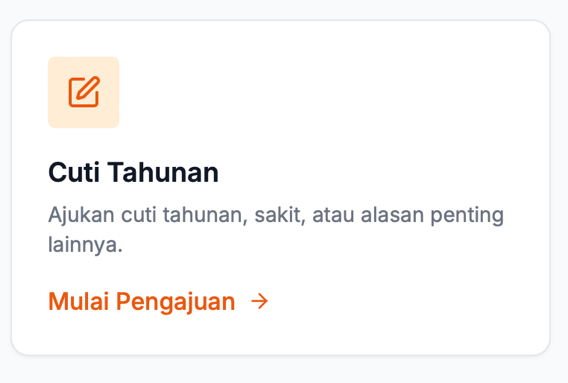 Cuti Tahunan
Ajukan cuti tahunan, sakit, atau alasan penting
lainnya.
Mulai Pengajuan →